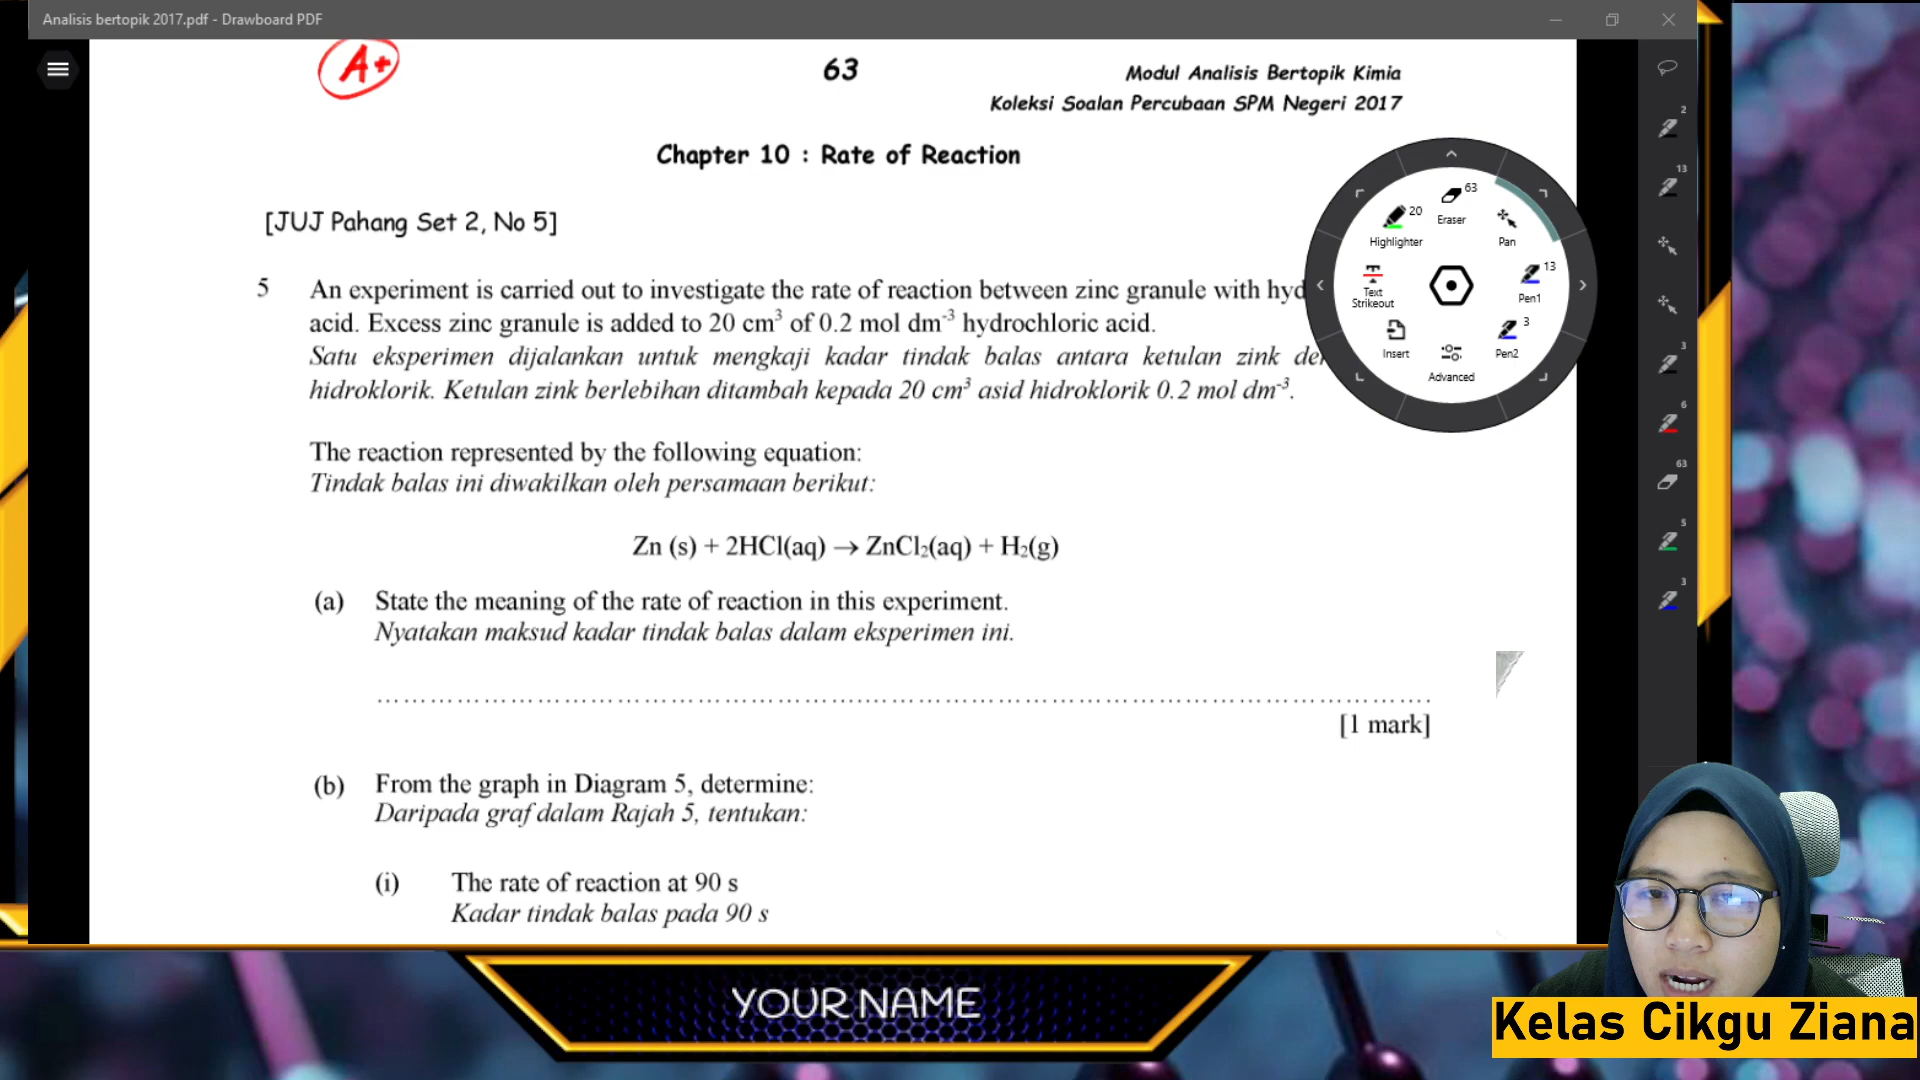 Analisis bertopik 2017.pdf - Drawboard PDF
A+
63
Modul Analisis Bertopik Kimia
Koleksi Soalan Percubaan SPM Negeri 2017
Chapter 10 : Rate of Reaction
[JUJ Pahang Set 2, No 5]
5 An experiment is carried out to investigate the rate of reaction between zinc granule with hyd
acid. Excess zinc granule is added to 20 cm³ of 0.2 mol dm⁻³ hydrochloric acid.
Satu eksperimen dijalankan untuk mengkaji kadar tindak balas antara ketulan zink de
hidroklorik. Ketulan zink berlebihan ditambah kepada 20 cm³ asid hidroklorik 0.2 mol dm⁻³.
The reaction represented by the following equation:
Tindak balas ini diwakilkan oleh persamaan berikut:
Zn (s) + 2HCl(aq) → ZnCl₂(aq) + H₂(g)
(a) State the meaning of the rate of reaction in this experiment.
Nyatakan maksud kadar tindak balas dalam eksperimen ini.
[1 mark]
(b) From the graph in Diagram 5, determine:
Daripada graf dalam Rajah 5, tentukan:
(i) The rate of reaction at 90 s
Kadar tindak balas pada 90 s
63
Eraser
20
Highlighter
Pan
Text
Strikeout
13
Pen1
Insert
3
Pen2
Advanced
2
13
3
6
63
5
3
YOUR NAME
Kelas Cikgu Ziana